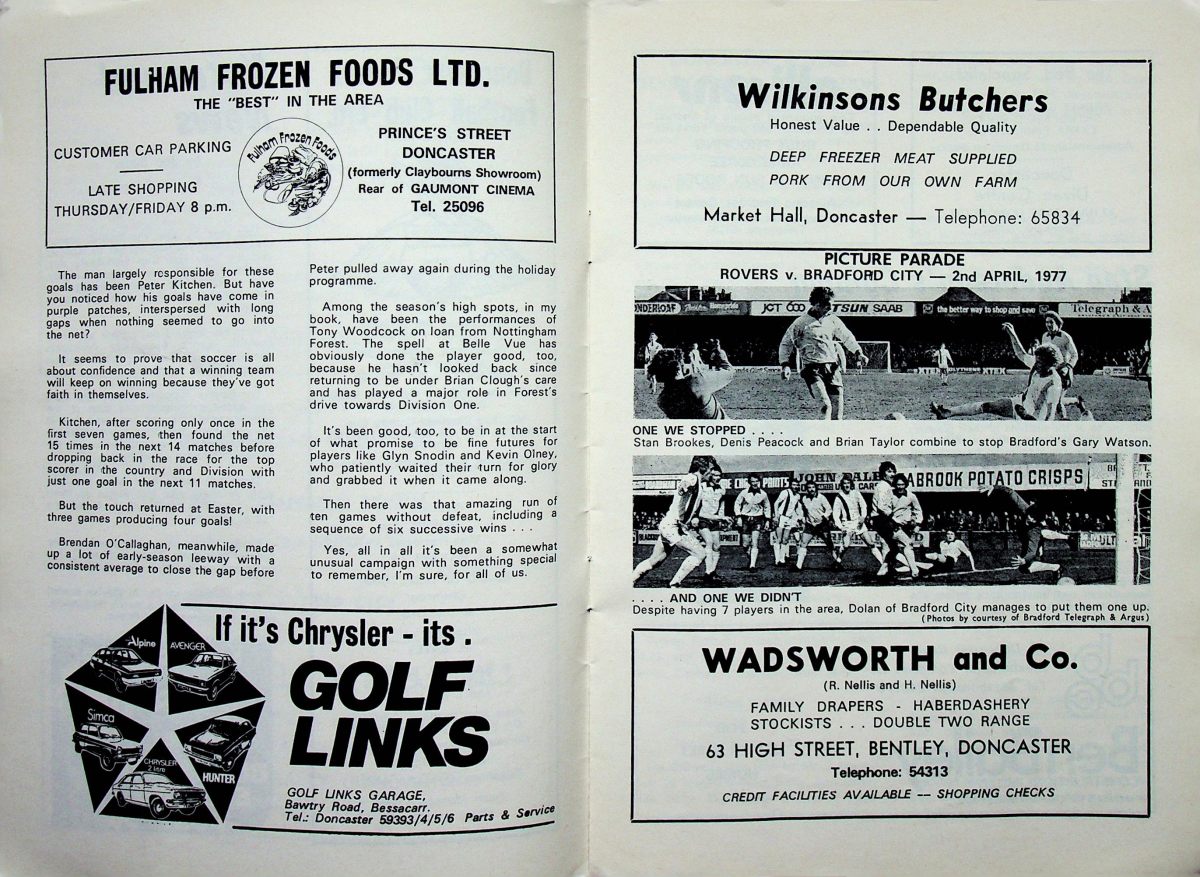 FULHAM FROZEN FOODS LTD.
THE "BEST" IN THE AREA
CUSTOMER CAR PARKING
LATE SHOPPING
THURSDAY/FRIDAY 8 p.m.
Fulham Frozen Foods
PRINCE'S STREET
DONCASTER
(formerly Claybourns Showroom)
Rear of GAUMONT CINEMA
Tel. 25096
The man largely responsible for these
goals has been Peter Kitchen. But have
you noticed how his goals have come in
purple patches, interspersed with long
gaps when nothing seemed to go into
the net?
It seems to prove that soccer is all
about confidence and that a winning team
will keep on winning because they've got
faith in themselves.
Kitchen, after scoring only once in the
first seven games, then found the net
15 times in the next 14 matches before
dropping back in the race for the top
scorer in the country and Division with
just one goal in the next 11 matches.
But the touch returned at Easter, with
three games producing four goals!
Brendan O'Callaghan, meanwhile, made
up a lot of early-season leeway with a
consistent average to close the gap before
Peter pulled away again during the holiday
programme.
Among the season's high spots, in my
book, have been the performances of
Tony Woodcock on loan from Nottingham
Forest. The spell at Belle Vue has
obviously done the player good, too,
because he hasn't looked back since
returning to be under Brian Clough's care
and has played a major role in Forest's
drive towards Division One.
It's been good, too, to be in at the start
of what promise to be fine futures for
players like Glyn Snodin and Kevin Olney,
who patiently waited their turn for glory
and grabbed it when it came along.
Then there was that amazing run of
ten games without defeat, including a
sequence of six successive wins . . .
Yes, all in all it's been a somewhat
unusual campaign with something special
to remember, I'm sure, for all of us.
If it's Chrysler - its .
GOLF
LINKS
Alpine
AVENGER
Simca
HUNTER
CHRYSLER
2 litre
GOLF LINKS GARAGE,
Bawtry Road, Bessacarr.
Tel.: Doncaster 59393/4/5/6 Parts & Service
Wilkinsons Butchers
Honest Value . . Dependable Quality
DEEP FREEZER MEAT SUPPLIED
PORK FROM OUR OWN FARM
Market Hall, Doncaster — Telephone: 65834
PICTURE PARADE
ROVERS v. BRADFORD CITY — 2nd APRIL, 1977
JCT 600
DATSUN SAAB
the better way to shop and save
Telegraph & A
ONE WE STOPPED . . . .
Stan Brookes, Denis Peacock and Brian Taylor combine to stop Bradford's Gary Watson.
JOHN
ABROOK POTATO CRISPS
. . . . AND ONE WE DIDN'T
Despite having 7 players in the area, Dolan of Bradford City manages to put them one up.
(Photos by courtesy of Bradford Telegraph & Argus)
WADSWORTH and Co.
(R. Nellis and H. Nellis)
FAMILY DRAPERS - HABERDASHERY
STOCKISTS . . . DOUBLE TWO RANGE
63 HIGH STREET, BENTLEY, DONCASTER
Telephone: 54313
CREDIT FACILITIES AVAILABLE -- SHOPPING CHECKS